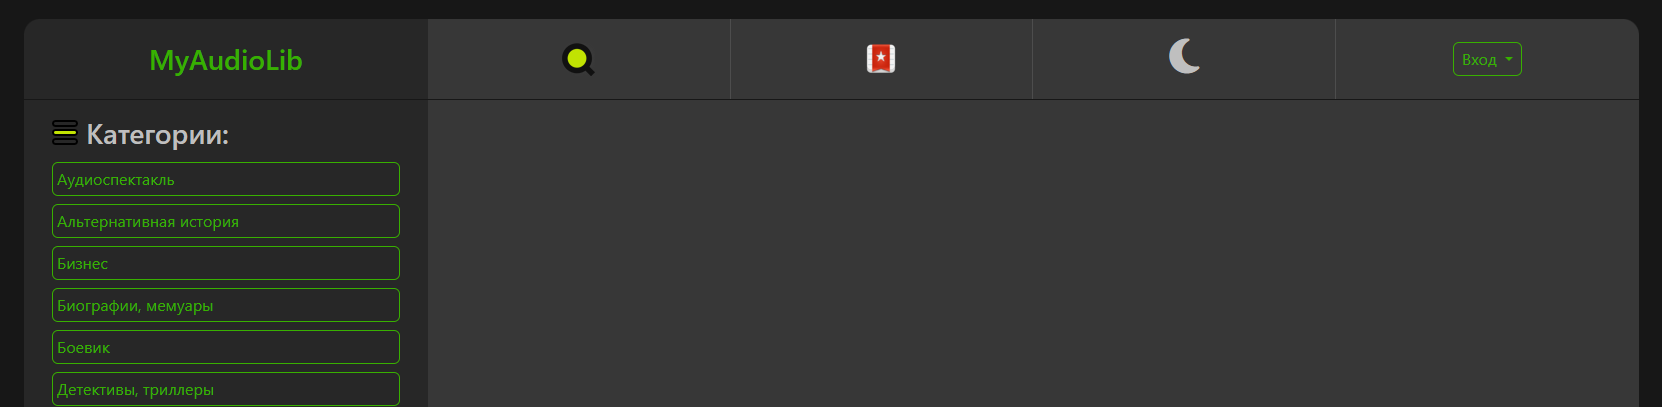 MyAudioLib
Вход
Категории:
Аудиоспектакль
Альтернативная история
Бизнес
Биографии, мемуары
Боевик
Детективы, триллеры